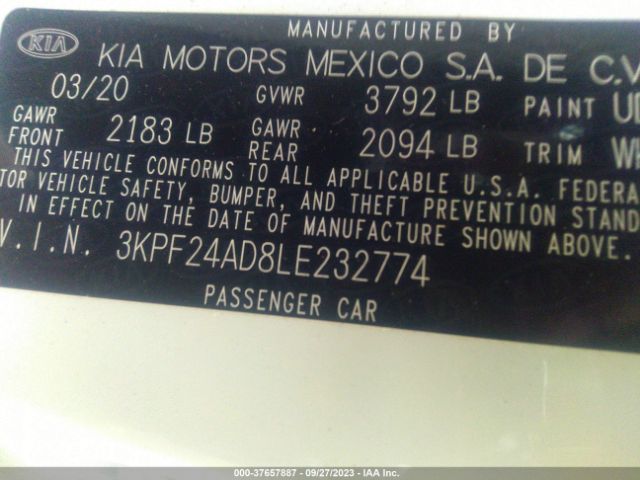 MANUFACTURED BY
KIA KIA MOTORS MEXICO S.A. DE C.V
03/20 GVWR 3792 LB PAINT
GAWR FRONT 2183 LB GAWR REAR 2094 LB TRIM
THIS VEHICLE CONFORMS TO ALL APPLICABLE U.S.A. FEDERA
TOR VEHICLE SAFETY, BUMPER, AND THEFT PREVENTION STAND
IN EFFECT ON THE DATE OF MANUFACTURE SHOWN ABOVE.
V.I.N. 3KPF24AD8LE232774
PASSENGER CAR
000-37657887 - 09/27/2023 - IAA Inc.